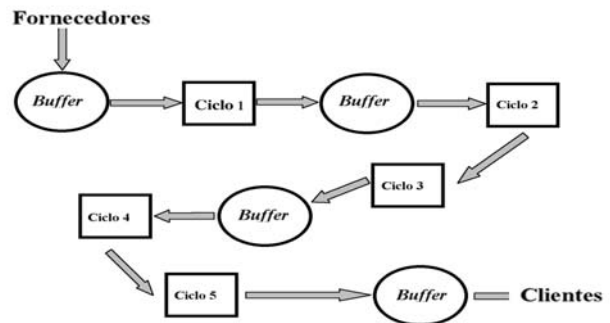 Fornecedores
Buffer
Ciclo 1
Buffer
Ciclo 2
Ciclo 3
Buffer
Ciclo 4
Ciclo 5
Buffer
Clientes